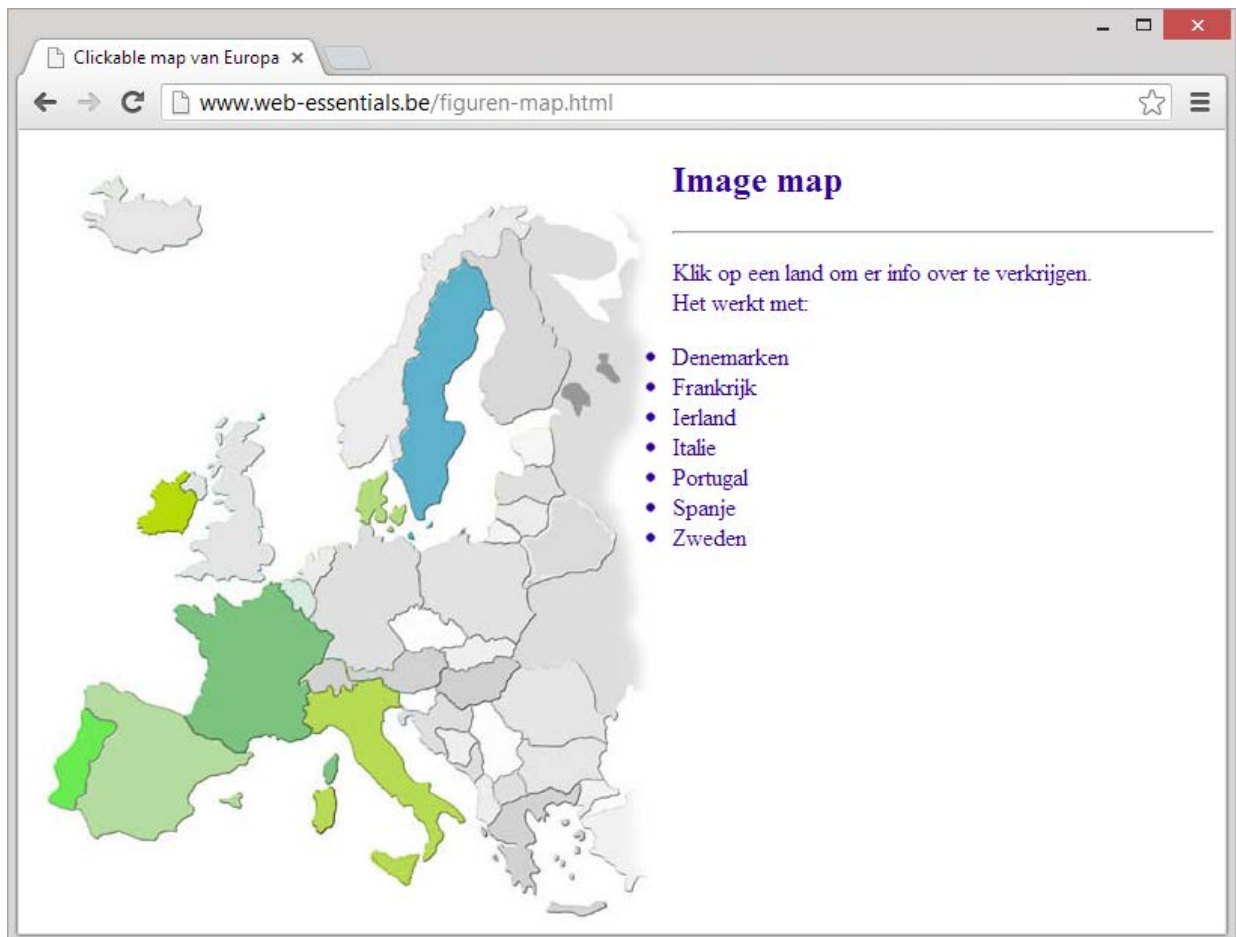 Clickable map van Europa
www.web-essentials.be/figuren-map.html
Image map
Klik op een land om er info over te verkrijgen.
Het werkt met:
Denemarken
Frankrijk
Ierland
Italie
Portugal
Spanje
Zweden